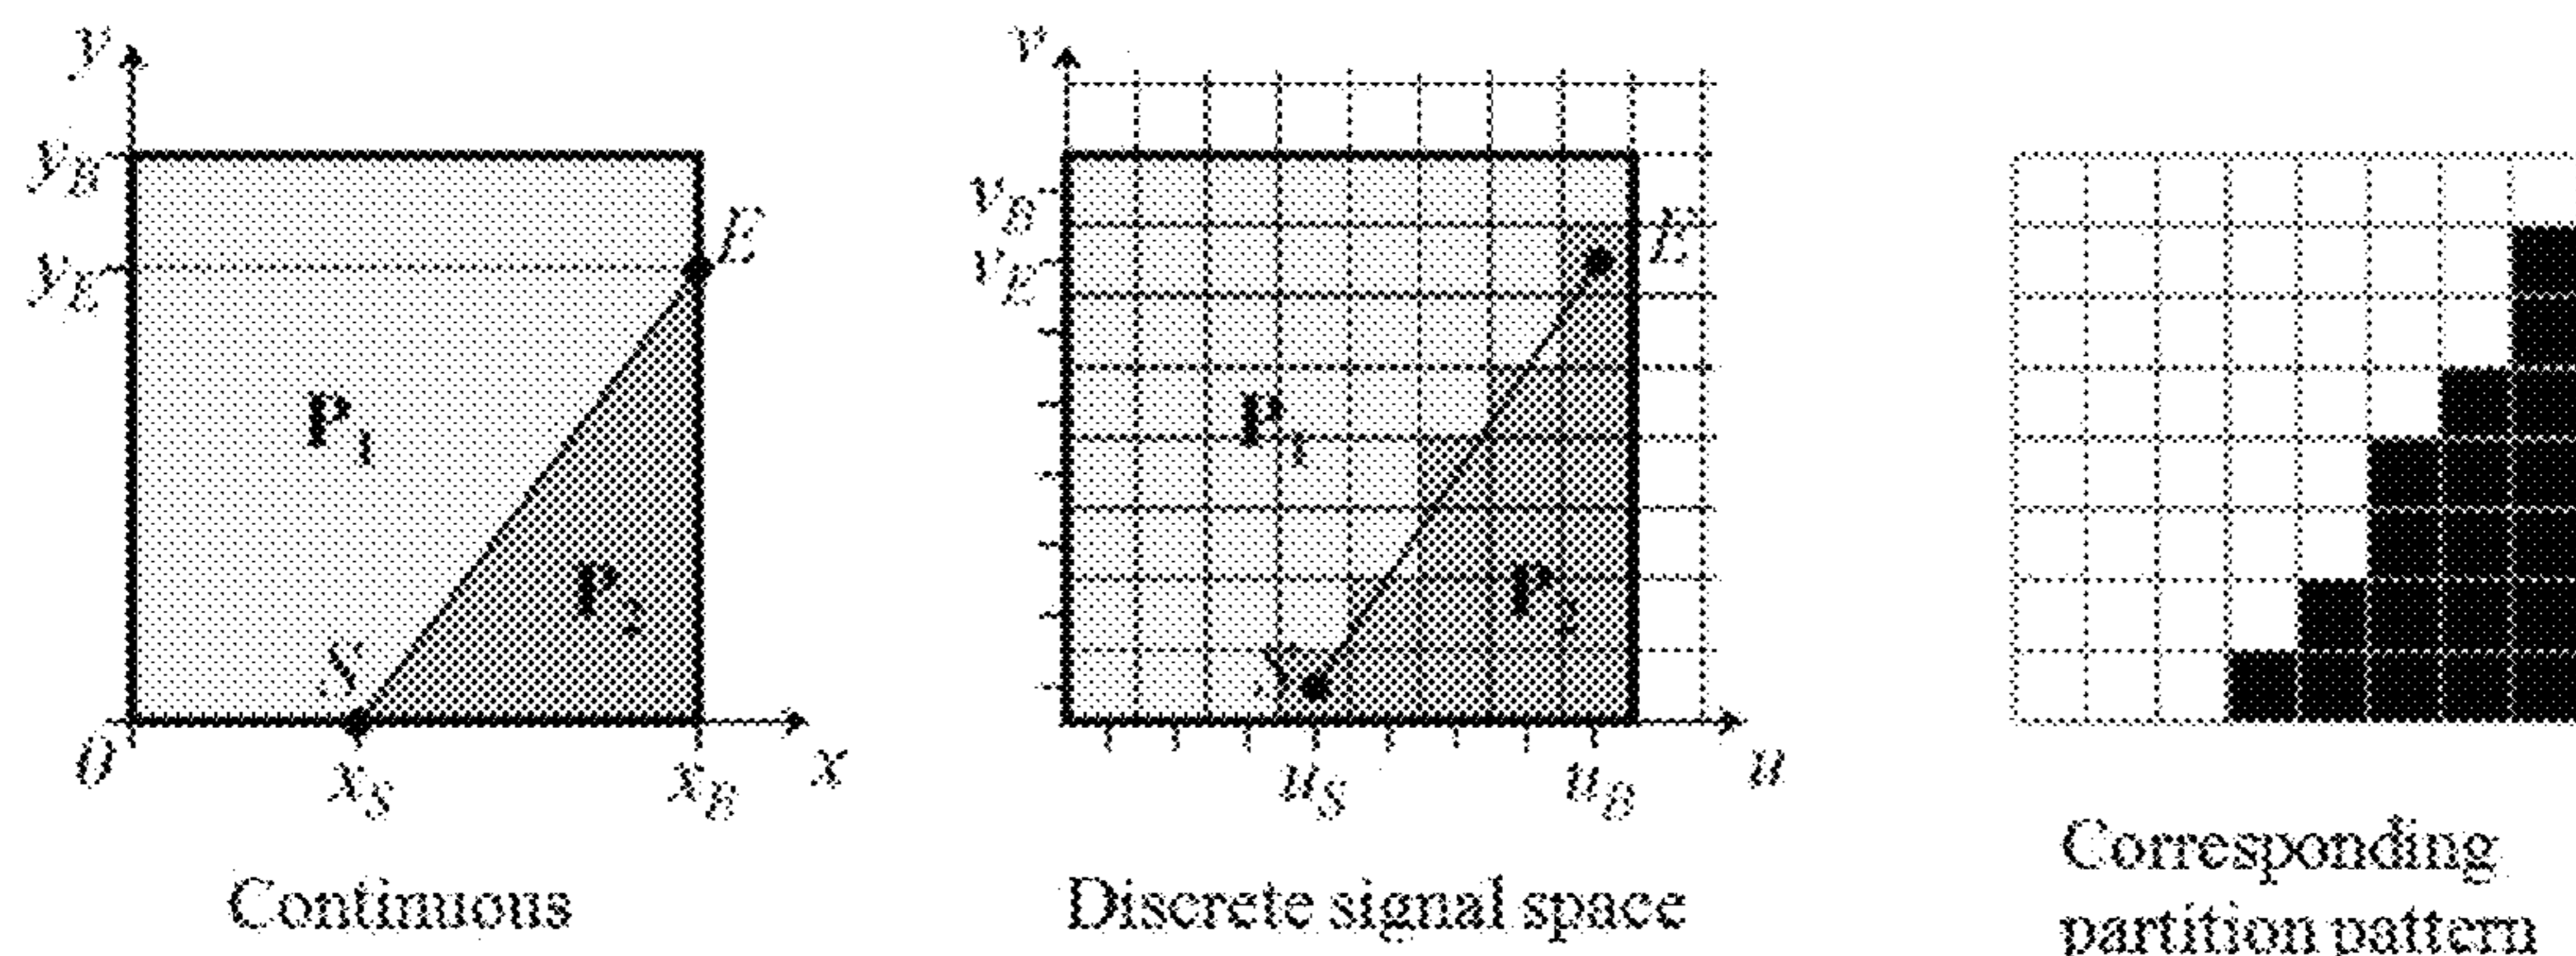 y
y_B
y_E
E
P_1
P_2
S
0
x_S
x_B
x
Continuous
v
v_B
v_E
E
P_1
P_2
S
u_S
u_B
u
Discrete signal space
Corresponding
partition pattern